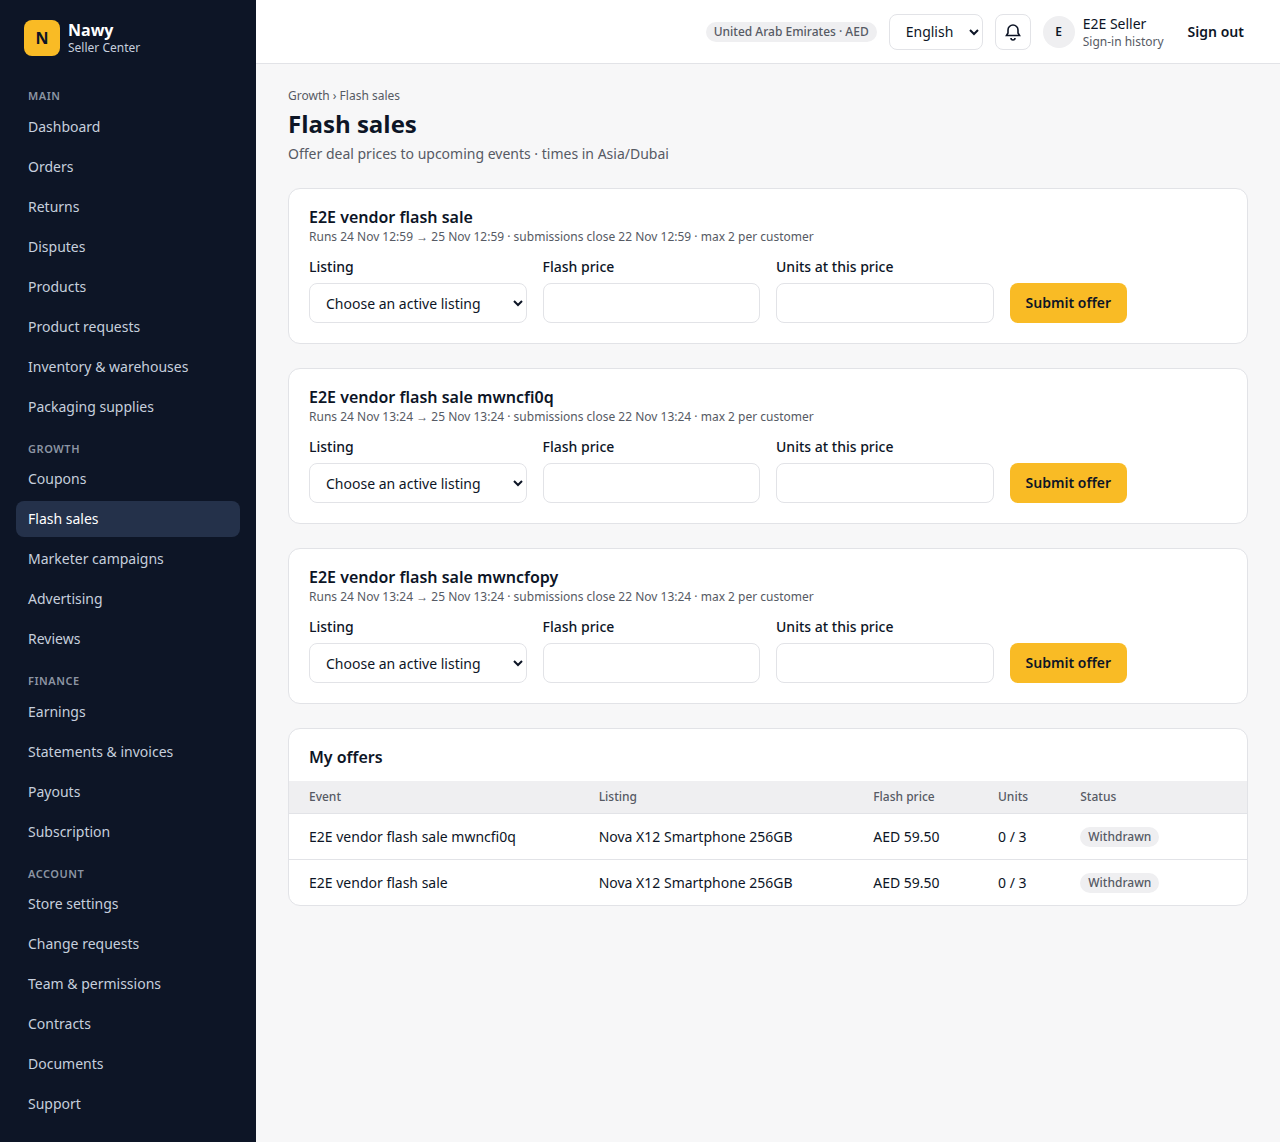 N
Nawy
Seller Center
MAIN
Dashboard
Orders
Returns
Disputes
Products
Product requests
Inventory & warehouses
Packaging supplies
GROWTH
Coupons
Flash sales
Marketer campaigns
Advertising
Reviews
FINANCE
Earnings
Statements & invoices
Payouts
Subscription
ACCOUNT
Store settings
Change requests
Team & permissions
Contracts
Documents
Support
United Arab Emirates · AED
English
E
E2E Seller
Sign-in history
Sign out
Growth › Flash sales
Flash sales
Offer deal prices to upcoming events · times in Asia/Dubai
E2E vendor flash sale
Runs 24 Nov 12:59 → 25 Nov 12:59 · submissions close 22 Nov 12:59 · max 2 per customer
Listing Flash price Units at this price
Choose an active listing Submit offer
E2E vendor flash sale mwncfi0q
Runs 24 Nov 13:24 → 25 Nov 13:24 · submissions close 22 Nov 13:24 · max 2 per customer
Listing Flash price Units at this price
Choose an active listing Submit offer
E2E vendor flash sale mwncfopy
Runs 24 Nov 13:24 → 25 Nov 13:24 · submissions close 22 Nov 13:24 · max 2 per customer
Listing Flash price Units at this price
Choose an active listing Submit offer
My offers
Event Listing Flash price Units Status
E2E vendor flash sale mwncfi0q Nova X12 Smartphone 256GB AED 59.50 0 / 3 Withdrawn
E2E vendor flash sale Nova X12 Smartphone 256GB AED 59.50 0 / 3 Withdrawn